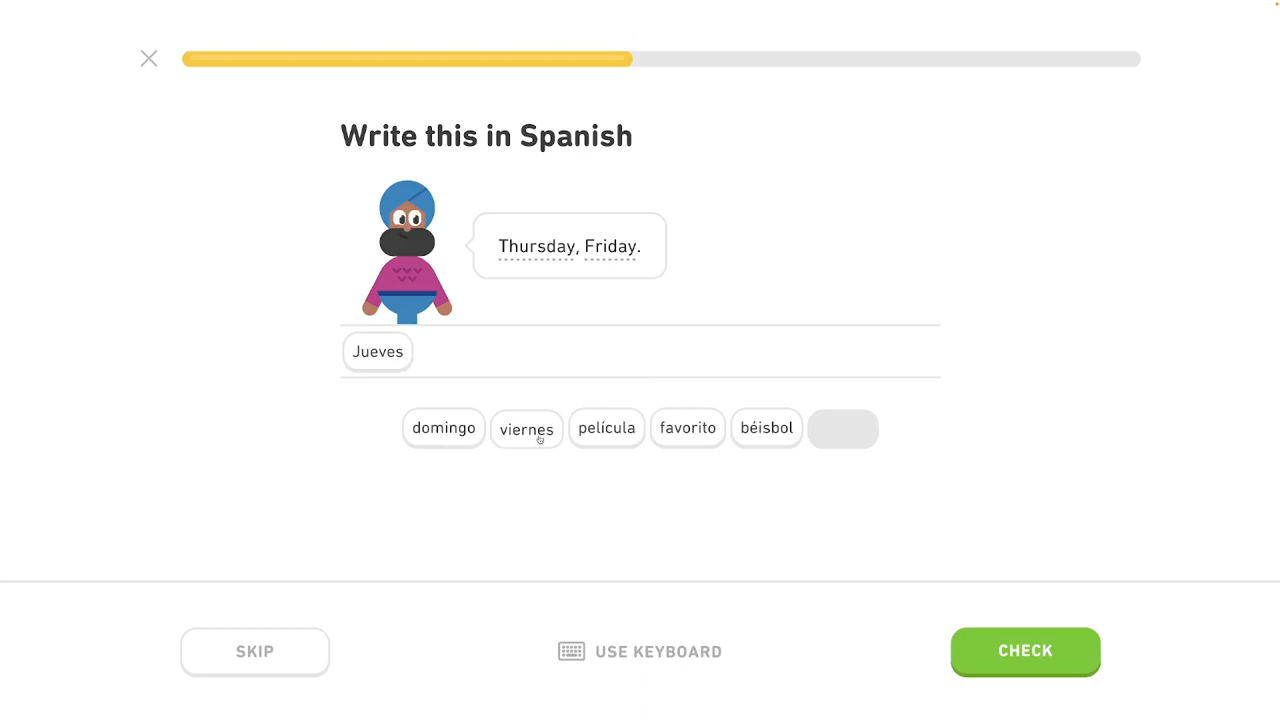 Write this in Spanish
Thursday, Friday.
Jueves
domingo viernes película favorito béisbol
SKIP USE KEYBOARD CHECK